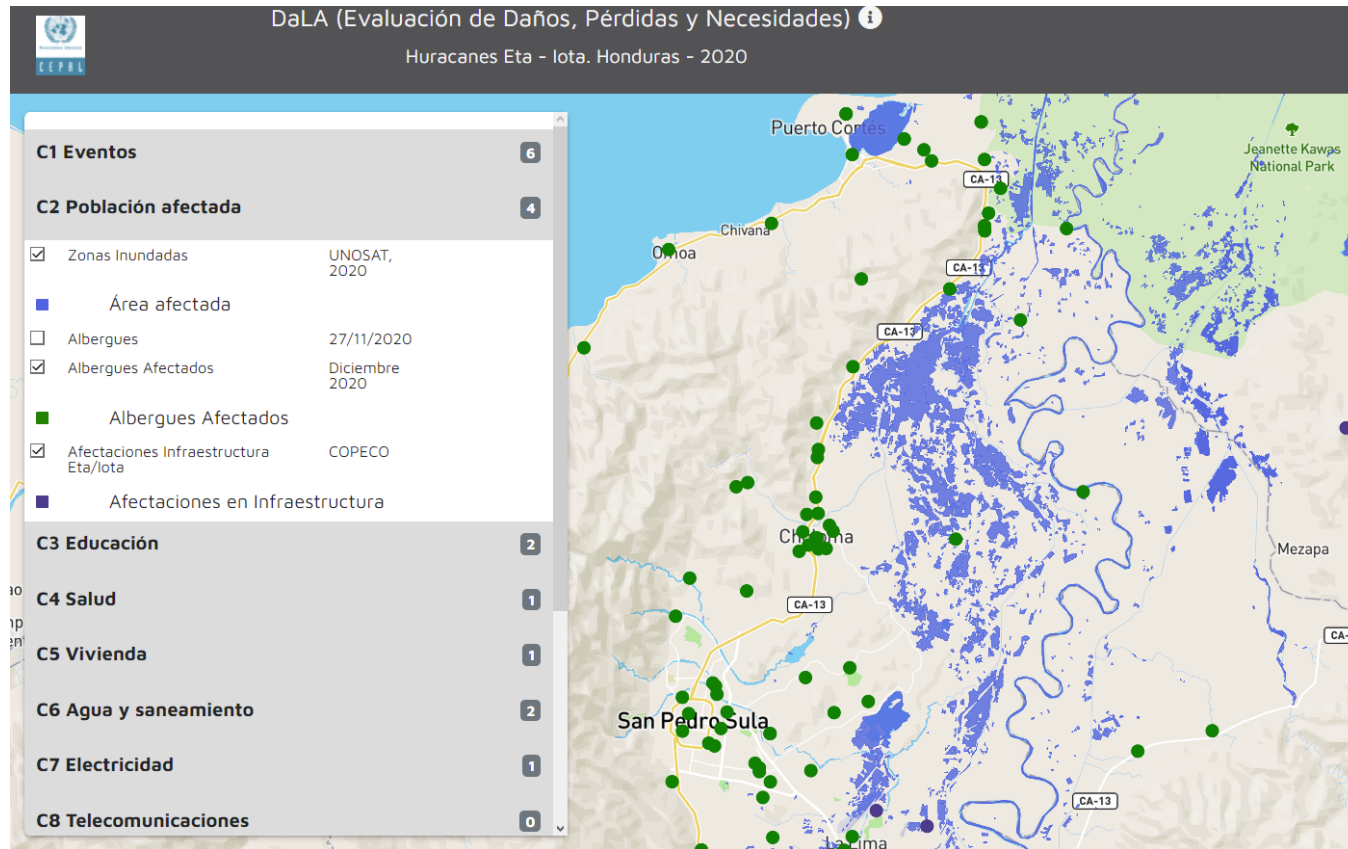 DaLA (Evaluación de Daños, Pérdidas y Necesidades)
Huracanes Eta - Iota. Honduras - 2020
CEPAL
C1 Eventos 6
C2 Población afectada 4
Zonas Inundadas UNOSAT,
2020
Área afectada
Albergues 27/11/2020
Albergues Afectados Diciembre
2020
Albergues Afectados
Afectaciones Infraestructura COPECO
Eta/Iota
Afectaciones en Infraestructura
C3 Educación 2
C4 Salud 1
C5 Vivienda 1
C6 Agua y saneamiento 2
C7 Electricidad 1
C8 Telecomunicaciones 0
Puerto Cortés
Jeanette Kawas
National Park
CA-13
Chivana
Omoa
CA-13
CA-13
Mezapa
CA-13
CA-
San Pedro Sula
CA-13
La Lima